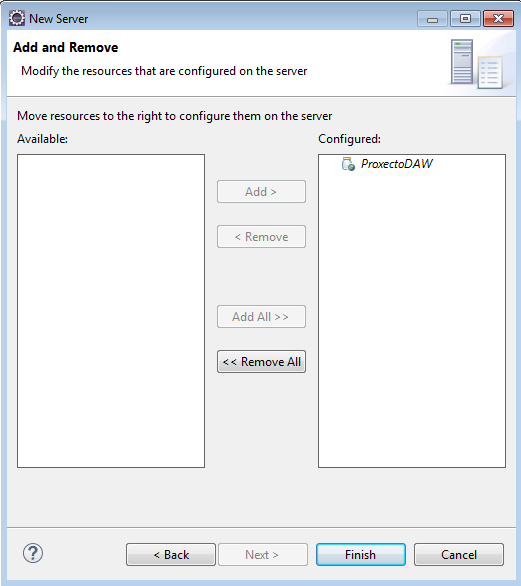 New Server
Add and Remove
Modify the resources that are configured on the server
Move resources to the right to configure them on the server
Available:
Configured:
ProxectoDAW
Add >
< Remove
Add All >>
<< Remove All
?
< Back
Next >
Finish
Cancel